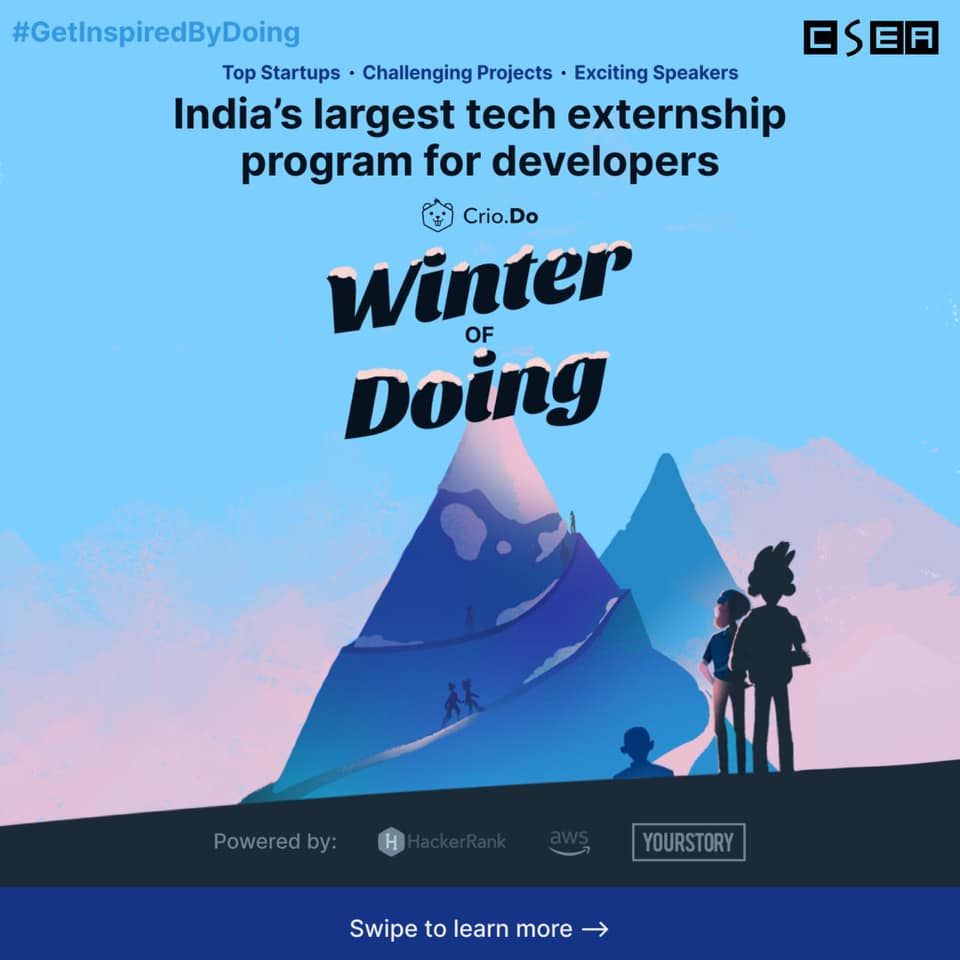 #GetInspiredByDoing
CSEA
Top Startups · Challenging Projects · Exciting Speakers
India's largest tech externship
program for developers
Crio.Do
Winter
OF
Doing
Powered by:
HackerRank
aws
YOURSTORY
Swipe to learn more →